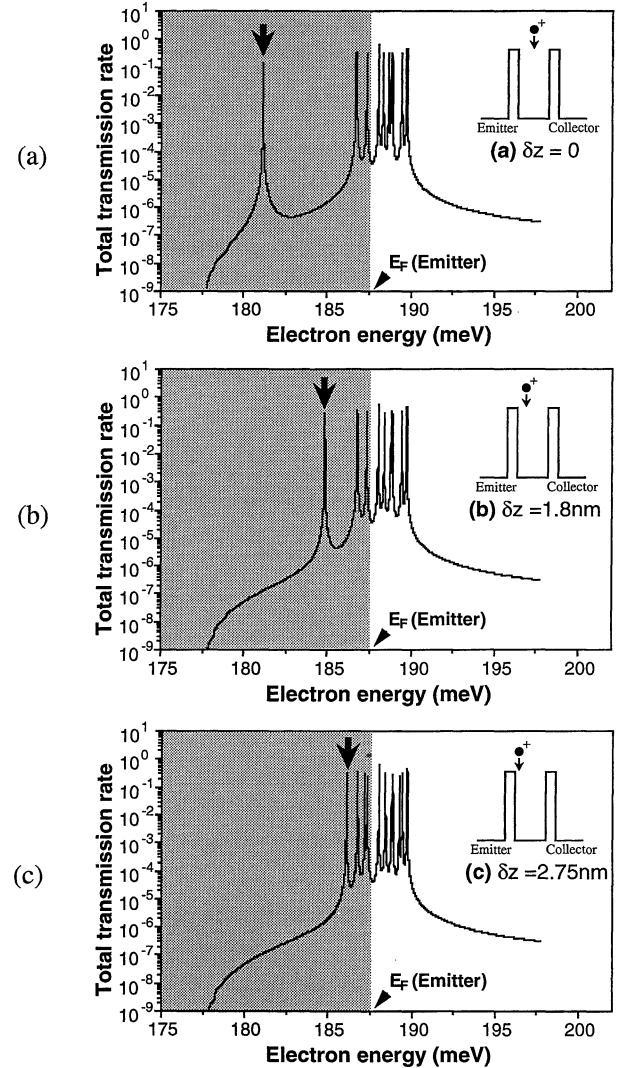 (a)
Total transmission rate
10^1
10^0
10^-1
10^-2
10^-3
10^-4
10^-5
10^-6
10^-7
10^-8
10^-9
175 180 185 190 195 200
Electron energy (meV)
E_F (Emitter)
+
Emitter Collector
(a) δz = 0
(b)
Total transmission rate
10^1
10^0
10^-1
10^-2
10^-3
10^-4
10^-5
10^-6
10^-7
10^-8
10^-9
175 180 185 190 195 200
Electron energy (meV)
E_F (Emitter)
+
Emitter Collector
(b) δz =1.8nm
(c)
Total transmission rate
10^1
10^0
10^-1
10^-2
10^-3
10^-4
10^-5
10^-6
10^-7
10^-8
10^-9
175 180 185 190 195 200
Electron energy (meV)
E_F (Emitter)
+
Emitter Collector
(c) δz =2.75nm